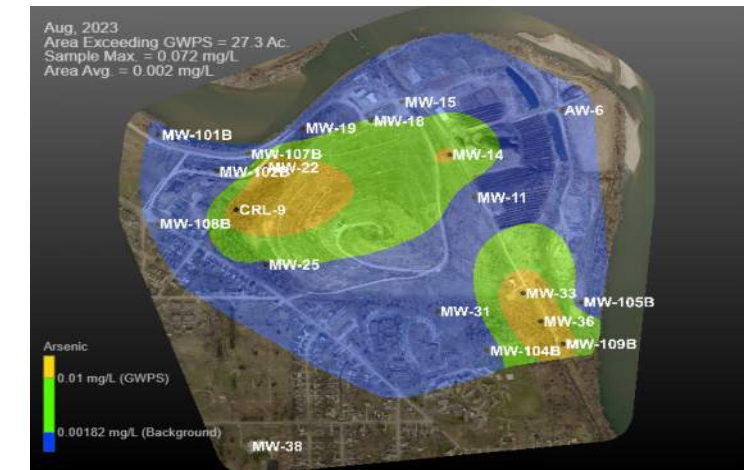 Aug, 2023
Area Exceeding GWPS = 27.3 Ac.
Sample Max. = 0.072 mg/L
Area Avg. = 0.002 mg/L
MW-15
AW-6
MW-18
MW-19
MW-101B
MW-107B
MW-14
MW-22
MW-102B
MW-11
CRL-9
MW-108B
MW-25
MW-33
MW-105B
MW-31
MW-36
MW-109B
MW-104B
Arsenic
0.01 mg/L (GWPS)
0.00182 mg/L (Background)
MW-38